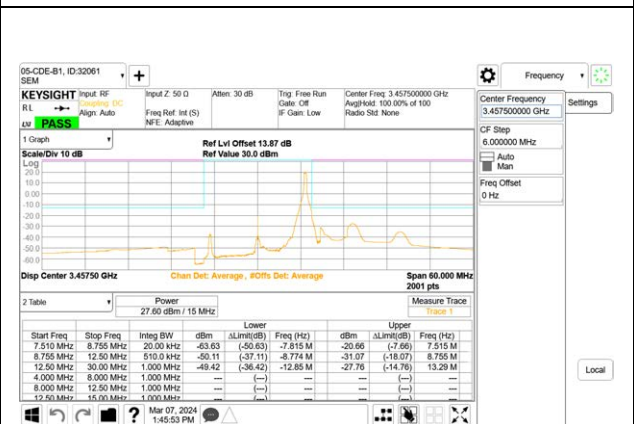 05-CDE-B1, ID:32061
SEM
Frequency
KEYSIGHT Input: RF Input Z: 50 Ω Atten: 30 dB Trig: Free Run Center Freq: 3.457500000 GHz
RL Coupling: DC Gate: Off Avg|Hold: 100.00% of 100
Align: Auto Freq Ref: Int (S) IF Gain: Low Radio Std: None
PASS NFE: Adaptive
Center Frequency
3.457500000 GHz
Settings
CF Step
6.000000 MHz
Auto
Man
Freq Offset
0 Hz
1 Graph
Ref Lvl Offset 13.87 dB
Scale/Div 10 dB Ref Value 30.0 dBm
Log
20.0
10.0
0.00
-10.0
-20.0
-30.0
-40.0
-50.0
-60.0
Disp Center 3.45750 GHz Chan Det: Average , #Offs Det: Average Span 60.000 MHz
2001 pts
2 Table Power Measure Trace
27.60 dBm / 15 MHz Trace 1
Lower Upper
Start Freq Stop Freq Integ BW dBm ΔLimit(dB) Freq (Hz) dBm ΔLimit(dB) Freq (Hz)
7.510 MHz 8.755 MHz 20.00 kHz -63.63 (-50.63) -7.815 M -20.66 (-7.66) 7.515 M
8.755 MHz 12.50 MHz 510.0 kHz -50.11 (-37.11) -8.774 M -31.07 (-18.07) 8.755 M
12.50 MHz 30.00 MHz 1.000 MHz -49.42 (-36.42) -12.85 M -27.76 (-14.76) 13.29 M
4.000 MHz 8.000 MHz 1.000 MHz --- (---) --- --- (---) ---
8.000 MHz 12.50 MHz 1.000 MHz --- (---) --- --- (---) ---
12.50 MHz 15.00 MHz 1.000 MHz --- (---) --- --- (---) ---
Local
Mar 07, 2024
1:45:53 PM